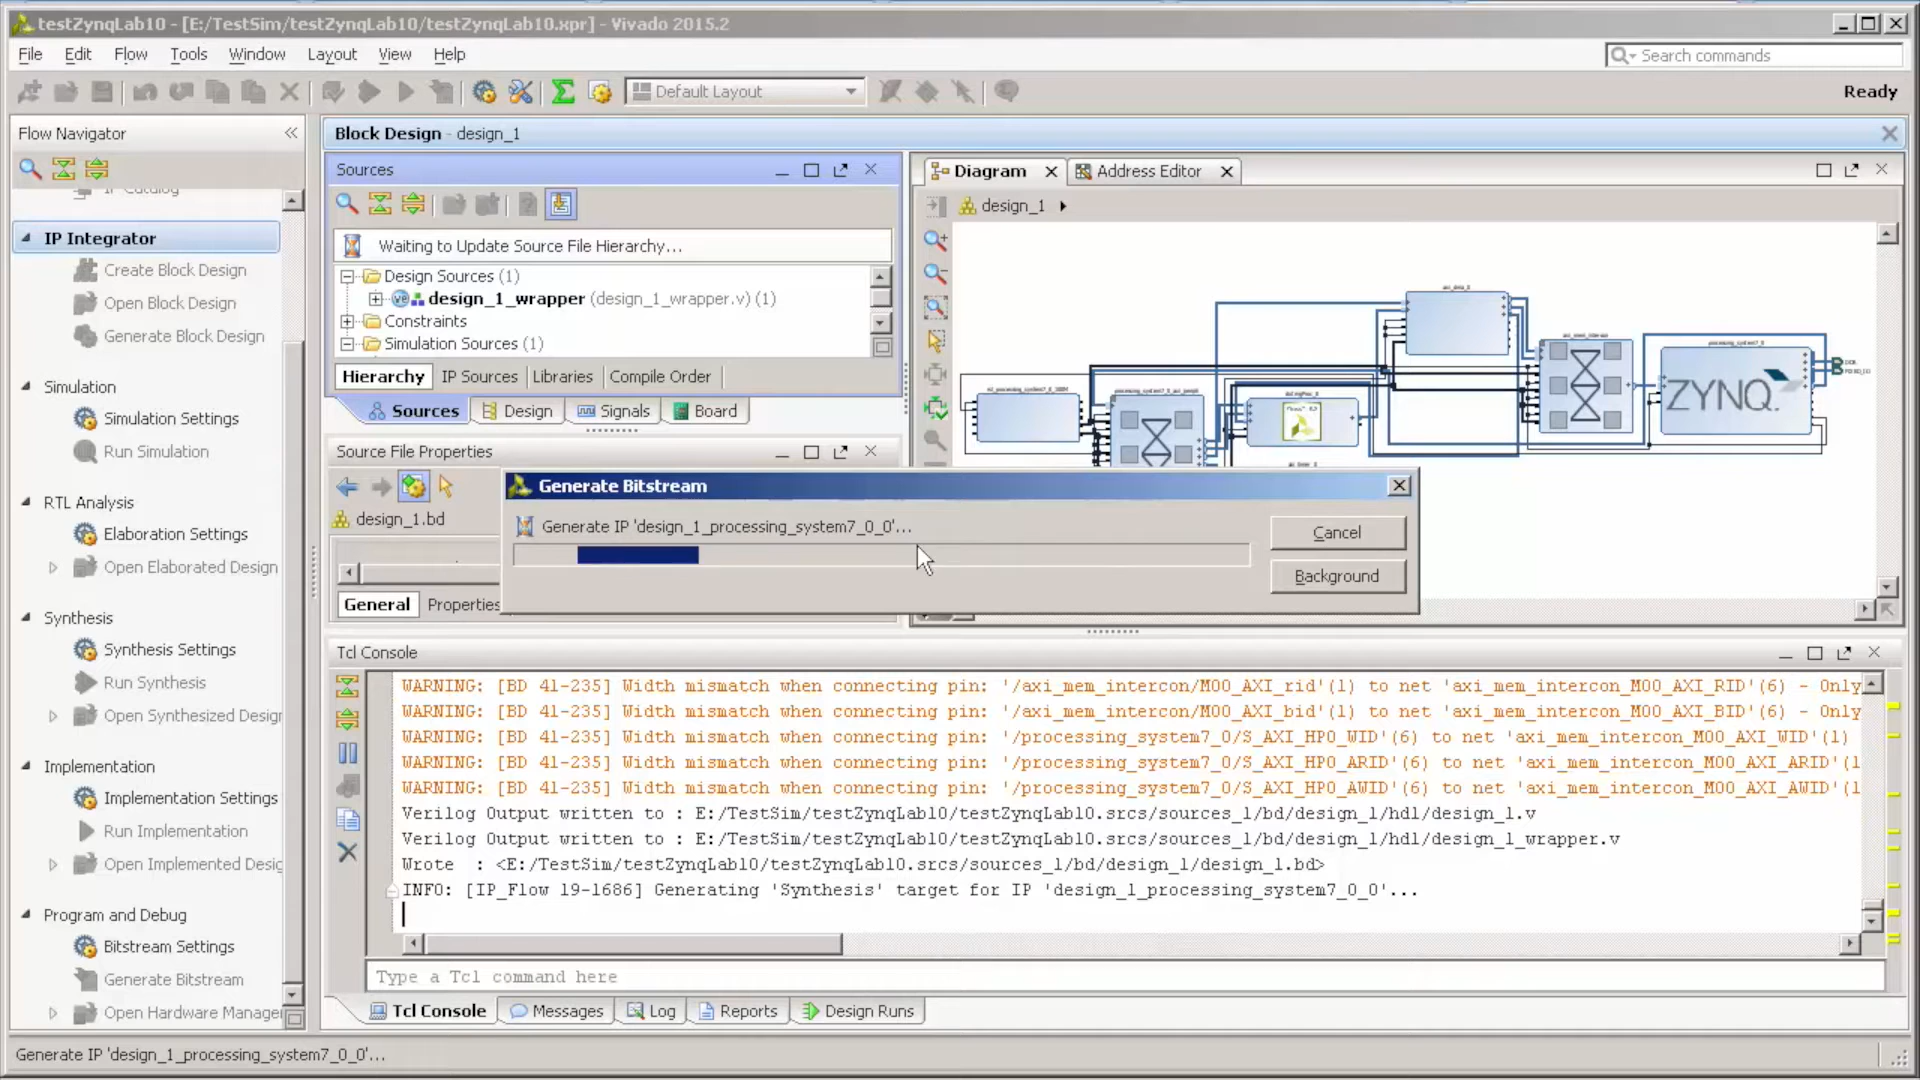 testZynqLab10 - [E:/TestSim/testZynqLab10/testZynqLab10.xpr] - Vivado 2015.2
File Edit Flow Tools Window Layout View Help
Search commands
Default Layout
Ready
Flow Navigator
IP Catalog
IP Integrator
Create Block Design
Open Block Design
Generate Block Design
Simulation
Simulation Settings
Run Simulation
RTL Analysis
Elaboration Settings
Open Elaborated Design
Synthesis
Synthesis Settings
Run Synthesis
Open Synthesized Desigr
Implementation
Implementation Settings
Run Implementation
Open Implemented Desig
Program and Debug
Bitstream Settings
Generate Bitstream
Open Hardware Manage
Block Design - design_1
Sources
Waiting to Update Source File Hierarchy...
Design Sources (1)
design_1_wrapper (design_1_wrapper.v) (1)
Constraints
Simulation Sources (1)
Hierarchy IP Sources Libraries Compile Order
Sources Design Signals Board
Source File Properties
design_1.bd
General Properties
Diagram Address Editor
design_1
ZYNQ.
Generate Bitstream
Generate IP 'design_1_processing_system7_0_0'...
Cancel
Background
Tcl Console
WARNING: [BD 41-235] Width mismatch when connecting pin: '/axi_mem_intercon/M00_AXI_rid'(1) to net 'axi_mem_intercon_M00_AXI_RID'(6) - Only
WARNING: [BD 41-235] Width mismatch when connecting pin: '/axi_mem_intercon/M00_AXI_bid'(1) to net 'axi_mem_intercon_M00_AXI_BID'(6) - Only
WARNING: [BD 41-235] Width mismatch when connecting pin: '/processing_system7_0/S_AXI_HP0_WID'(6) to net 'axi_mem_intercon_M00_AXI_WID'(1)
WARNING: [BD 41-235] Width mismatch when connecting pin: '/processing_system7_0/S_AXI_HP0_ARID'(6) to net 'axi_mem_intercon_M00_AXI_ARID'(1
WARNING: [BD 41-235] Width mismatch when connecting pin: '/processing_system7_0/S_AXI_HP0_AWID'(6) to net 'axi_mem_intercon_M00_AXI_AWID'(1
Verilog Output written to : E:/TestSim/testZynqLab10/testZynqLab10.srcs/sources_1/bd/design_1/hdl/design_1.v
Verilog Output written to : E:/TestSim/testZynqLab10/testZynqLab10.srcs/sources_1/bd/design_1/hdl/design_1_wrapper.v
Wrote : <E:/TestSim/testZynqLab10/testZynqLab10.srcs/sources_1/bd/design_1/design_1.bd>
INFO: [IP_Flow 19-1686] Generating 'Synthesis' target for IP 'design_1_processing_system7_0_0'...
Type a Tcl command here
Tcl Console Messages Log Reports Design Runs
Generate IP 'design_1_processing_system7_0_0'...